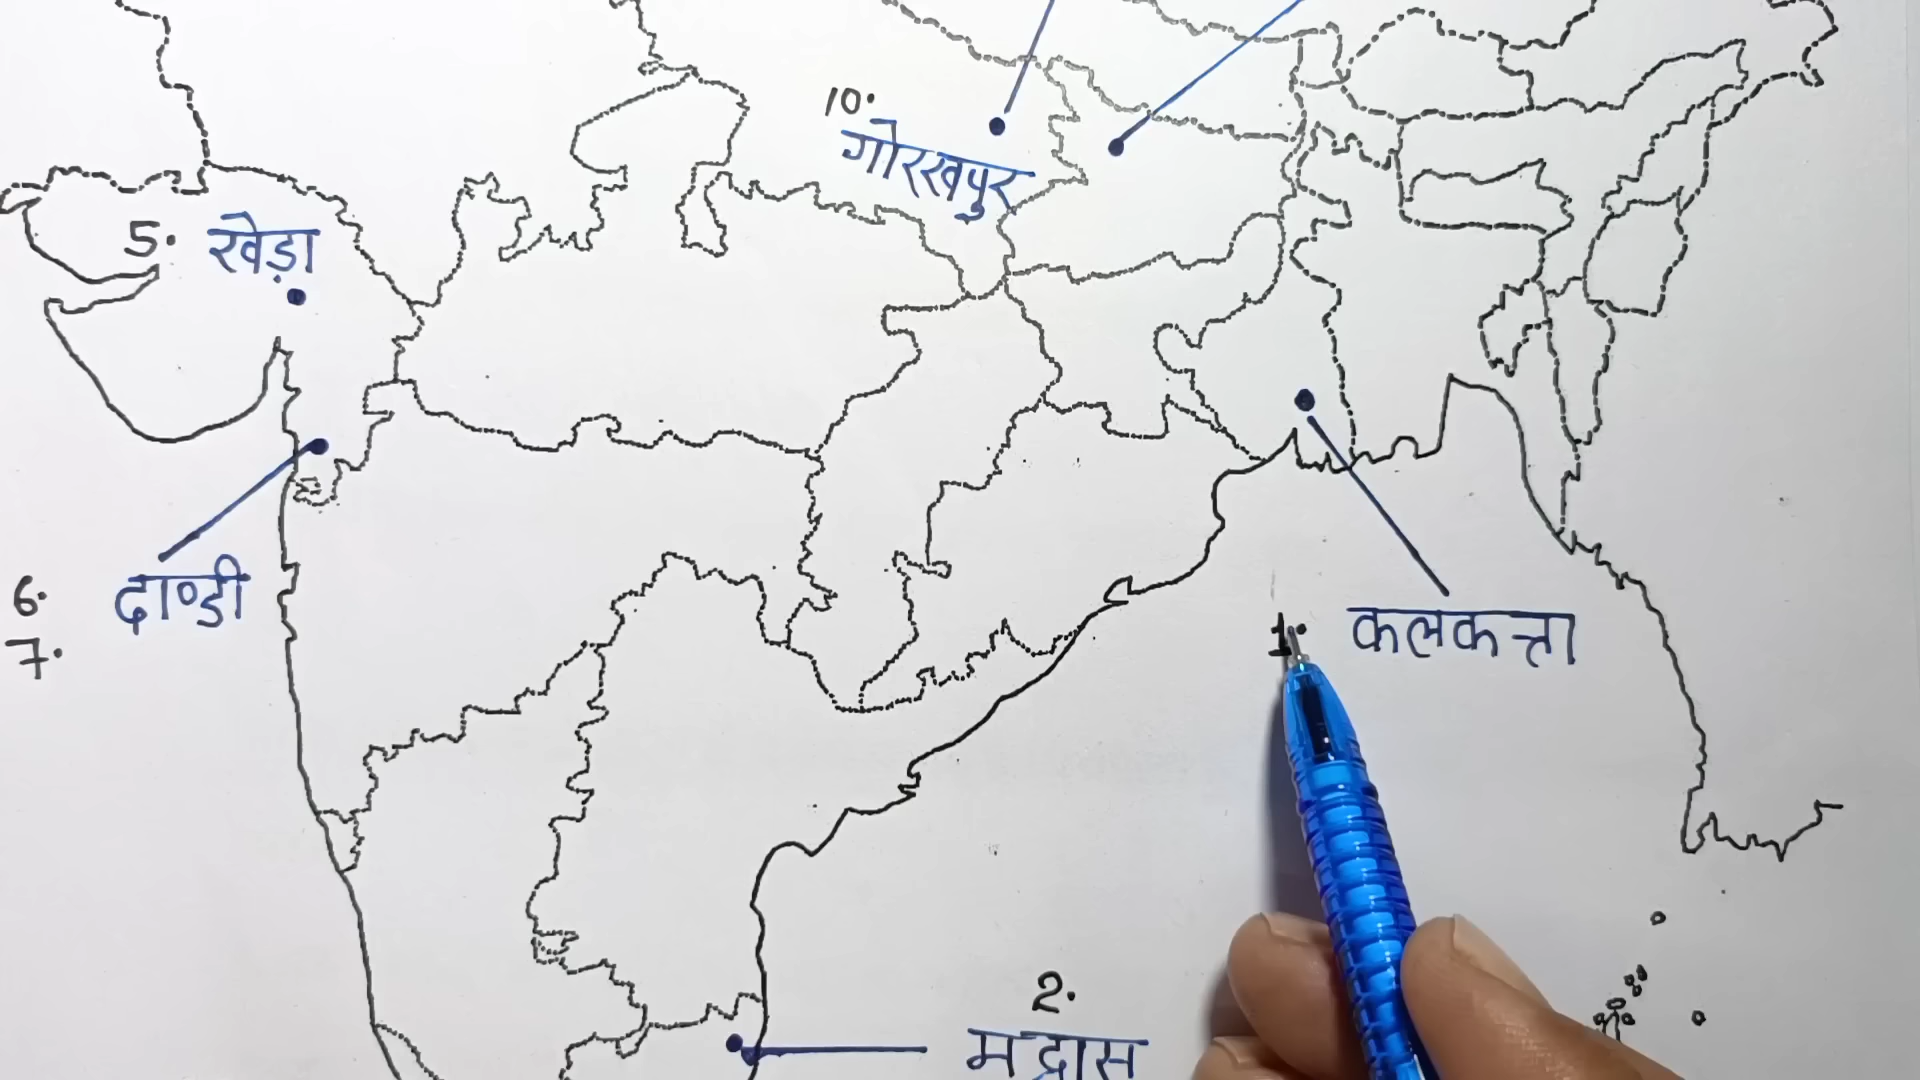 10.
गोरखपुर
5. खेड़ा
6. दाण्डी
7.
1. कलकत्ता
2.
मद्रास